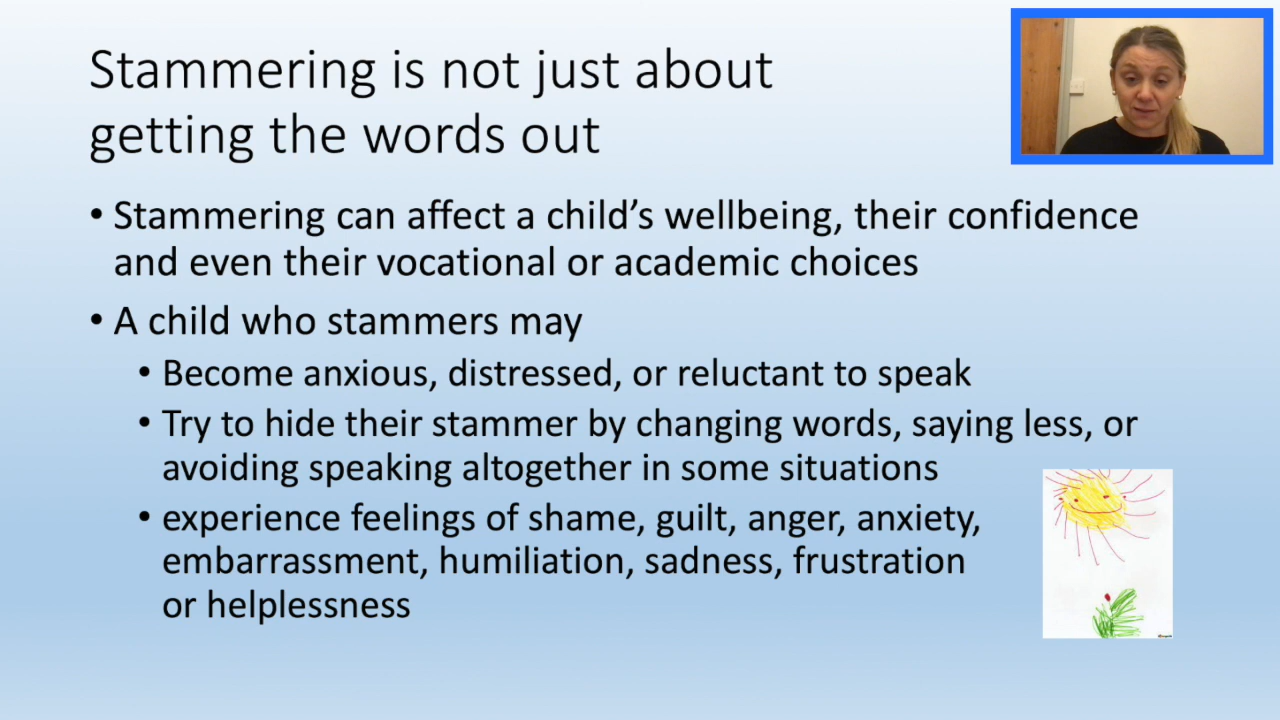 Stammering is not just about
getting the words out
• Stammering can affect a child’s wellbeing, their confidence
and even their vocational or academic choices
• A child who stammers may
• Become anxious, distressed, or reluctant to speak
• Try to hide their stammer by changing words, saying less, or
avoiding speaking altogether in some situations
• experience feelings of shame, guilt, anger, anxiety,
embarrassment, humiliation, sadness, frustration
or helplessness